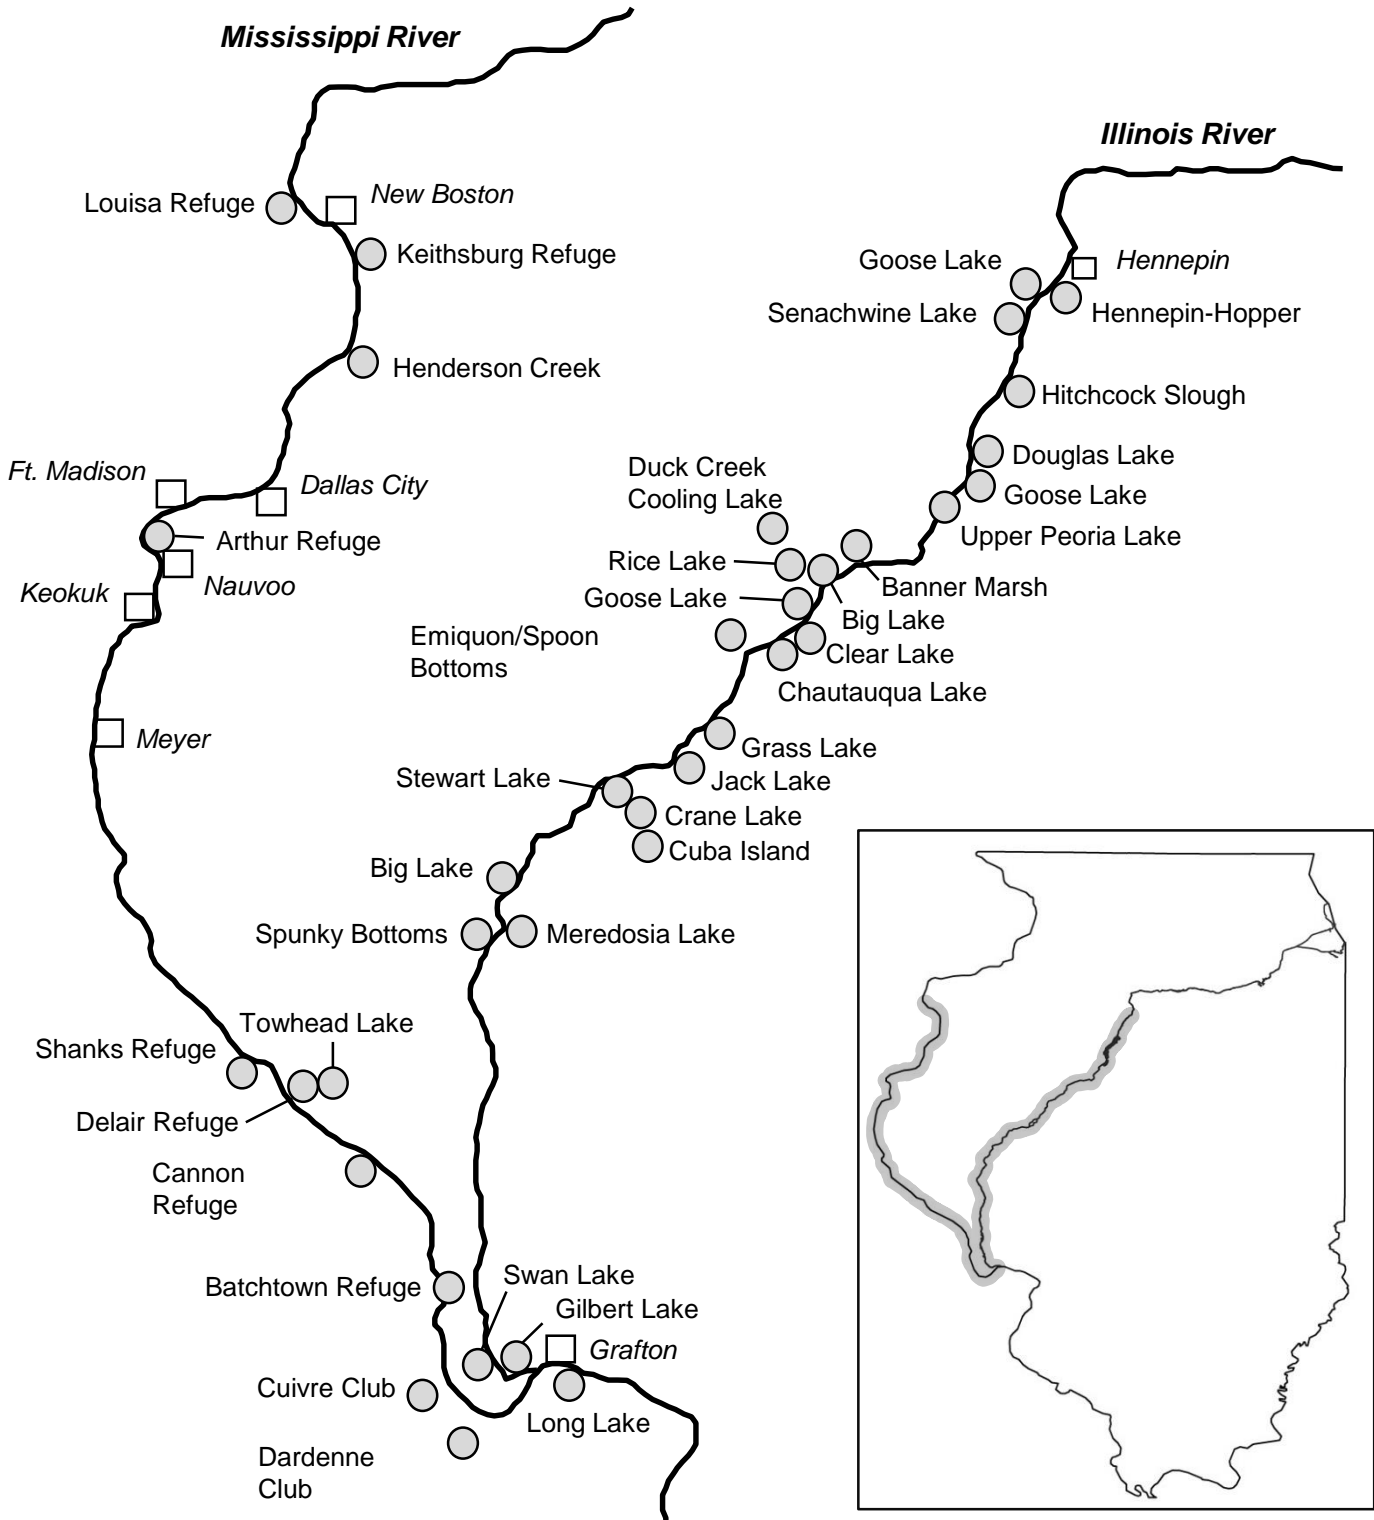 Mississippi River
Illinois River
Louisa Refuge
New Boston
Keithsburg Refuge
Goose Lake
Hennepin
Senachwine Lake
Hennepin-Hopper
Henderson Creek
Hitchcock Slough
Ft. Madison
Dallas City
Duck Creek
Cooling Lake
Douglas Lake
Goose Lake
Arthur Refuge
Upper Peoria Lake
Rice Lake
Banner Marsh
Keokuk
Nauvoo
Goose Lake
Big Lake
Emiquon/Spoon
Bottoms
Clear Lake
Chautauqua Lake
Meyer
Grass Lake
Stewart Lake
Jack Lake
Crane Lake
Cuba Island
Big Lake
Spunky Bottoms
Meredosia Lake
Towhead Lake
Shanks Refuge
Delair Refuge
Cannon
Refuge
Batchtown Refuge
Swan Lake
Gilbert Lake
Grafton
Cuivre Club
Long Lake
Dardenne
Club